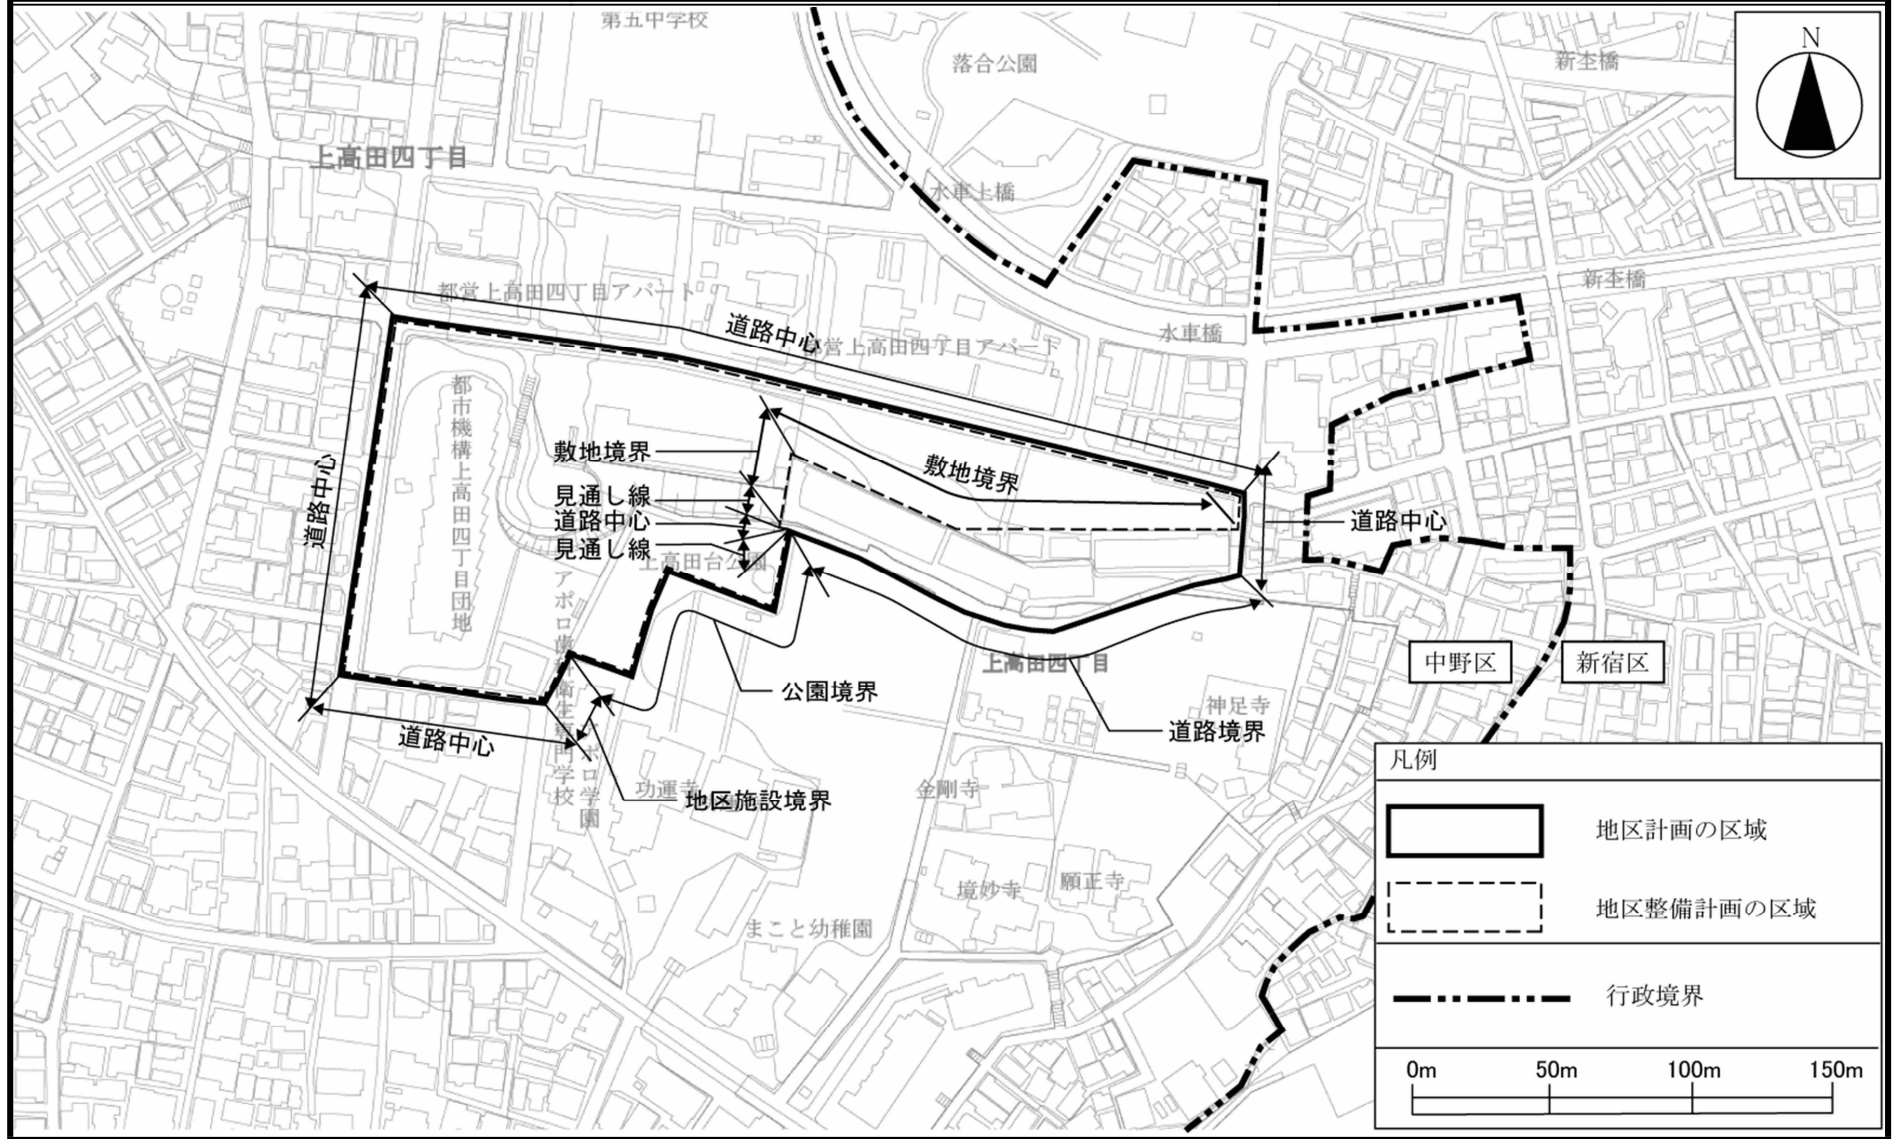 第五中学校
落合公園
新杢橋
N
上高田四丁目
水車上橋
新杢橋
都営上高田四丁目アパート
道路中心
都営上高田四丁目アパート
水車橋
都市機構上高田四丁目団地
敷地境界
敷地境界
道路中心
見通し線
道路中心
道路中心
見通し線
上高田台公園
アポロ歯科衛生専門学校
アポロ学園
上高田四丁目
中野区
新宿区
公園境界
神足寺
道路境界
道路中心
功運寺
地区施設境界
金剛寺
境妙寺
願正寺
まこと幼稚園
凡例
地区計画の区域
地区整備計画の区域
行政境界
0m 50m 100m 150m